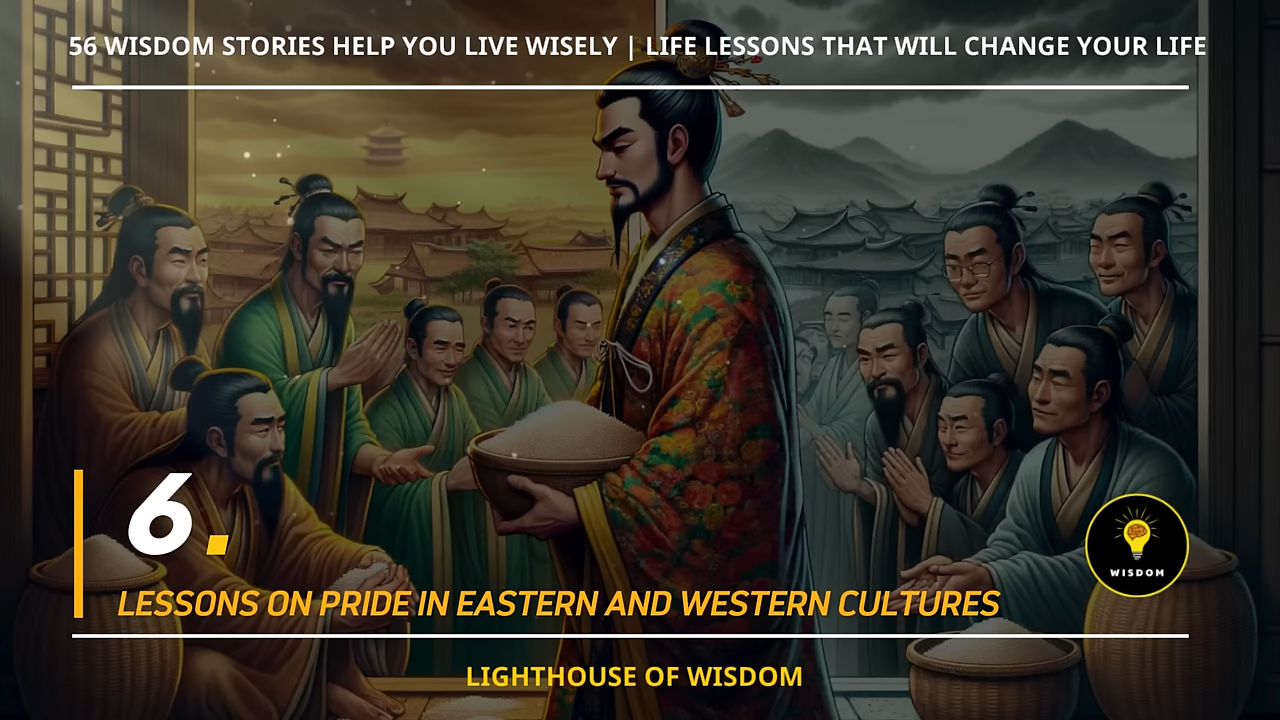 56 WISDOM STORIES HELP YOU LIVE WISELY | LIFE LESSONS THAT WILL CHANGE YOUR LIFE
6.
WISDOM
LESSONS ON PRIDE IN EASTERN AND WESTERN CULTURES
LIGHTHOUSE OF WISDOM